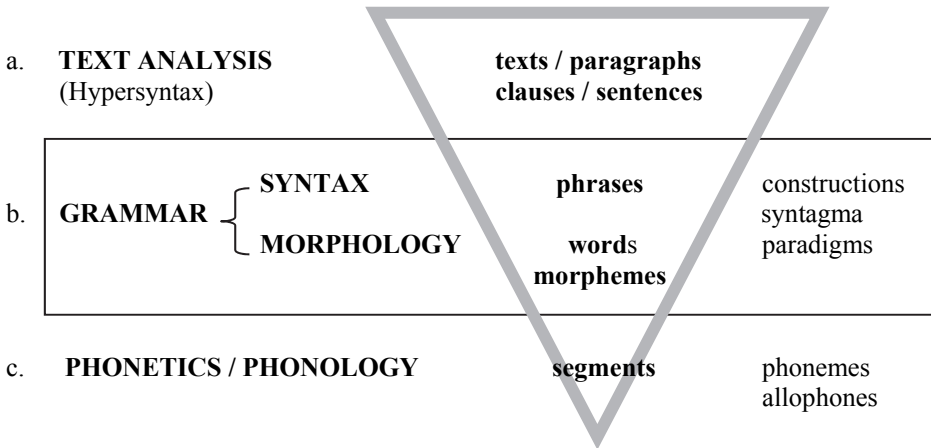 a. TEXT ANALYSIS texts / paragraphs
(Hypersyntax) clauses / sentences
SYNTAX phrases constructions
b. GRAMMAR syntagma
MORPHOLOGY words paradigms
morphemes
c. PHONETICS / PHONOLOGY segments phonemes
allophones